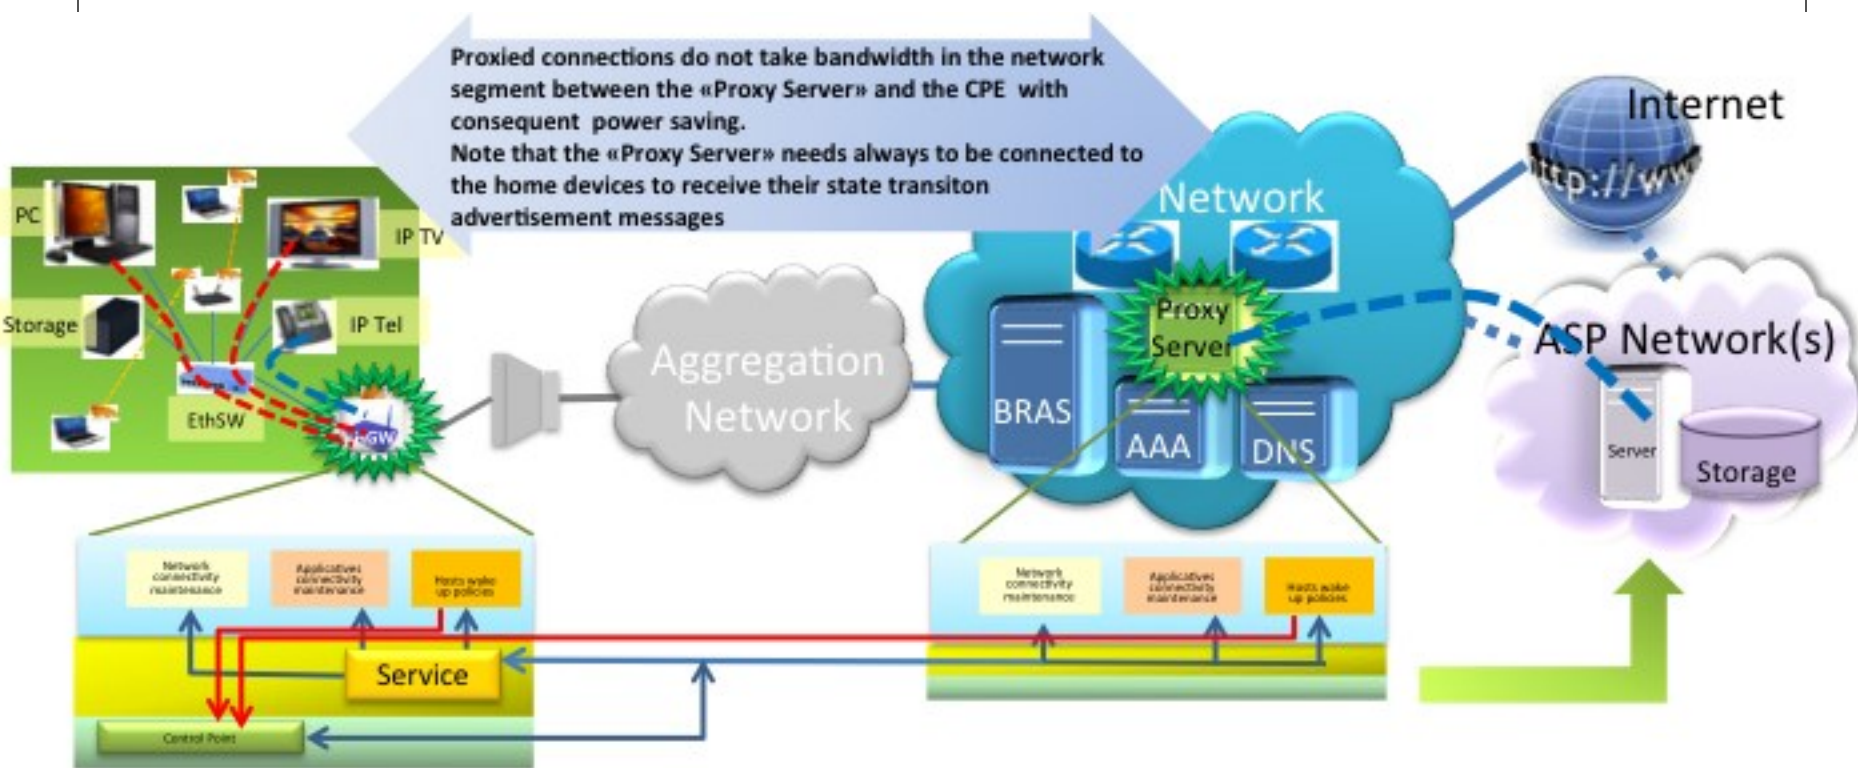 Proxied connections do not take bandwidth in the network
segment between the «Proxy Server» and the CPE with
consequent power saving.
Note that the «Proxy Server» needs always to be connected to
the home devices to receive their state transiton
advertisement messages
Internet
http://www
PC
IP TV
Storage
IP Tel
EthSW
GW
Aggregation
Network
Network
Proxy
Server
BRAS
AAA
DNS
ASP Network(s)
Server
Storage
Network
connectivity
maintenance
Applicatives
connectivity
maintenance
Hosts wake
up policies
Service
Control Point
Network
connectivity
maintenance
Applicatives
connectivity
maintenance
Hosts wake
up policies